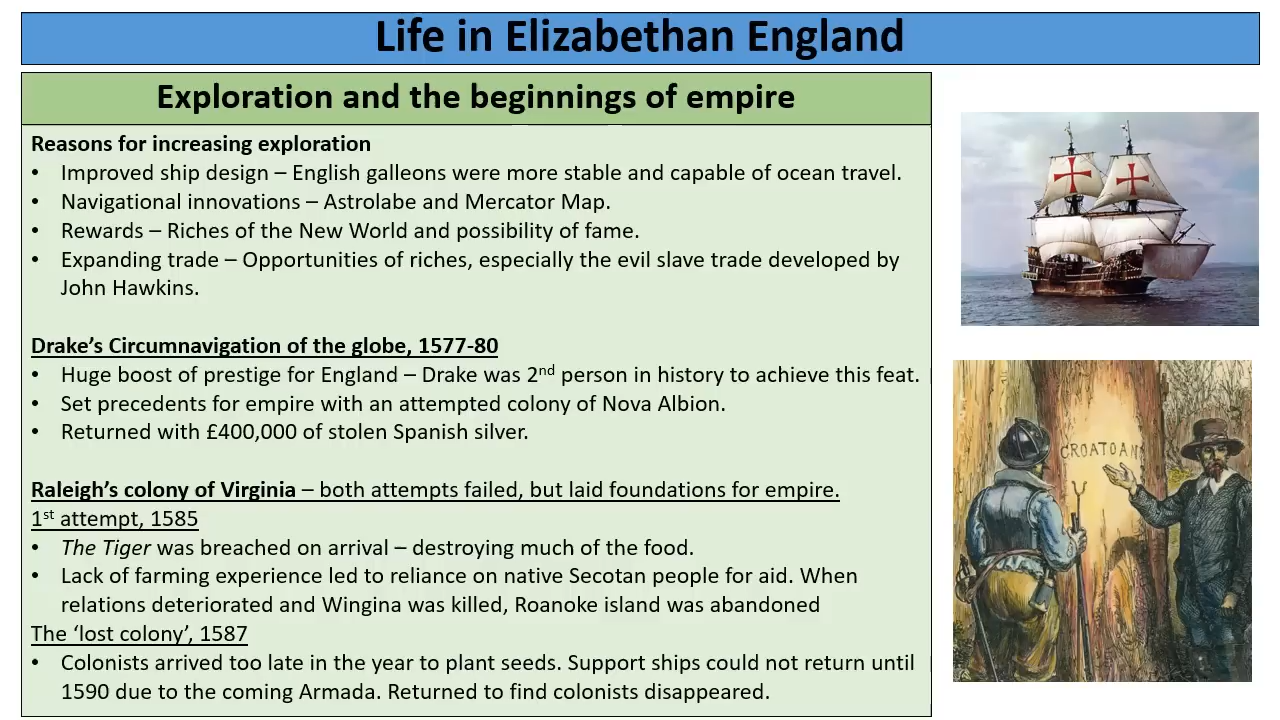 Life in Elizabethan England
Exploration and the beginnings of empire
Reasons for increasing exploration
• Improved ship design – English galleons were more stable and capable of ocean travel.
• Navigational innovations – Astrolabe and Mercator Map.
• Rewards – Riches of the New World and possibility of fame.
• Expanding trade – Opportunities of riches, especially the evil slave trade developed by
John Hawkins.
Drake's Circumnavigation of the globe, 1577-80
• Huge boost of prestige for England – Drake was 2nd person in history to achieve this feat.
• Set precedents for empire with an attempted colony of Nova Albion.
• Returned with £400,000 of stolen Spanish silver.
Raleigh's colony of Virginia – both attempts failed, but laid foundations for empire.
1st attempt, 1585
• The Tiger was breached on arrival – destroying much of the food.
• Lack of farming experience led to reliance on native Secotan people for aid. When
relations deteriorated and Wingina was killed, Roanoke island was abandoned
The 'lost colony', 1587
• Colonists arrived too late in the year to plant seeds. Support ships could not return until
1590 due to the coming Armada. Returned to find colonists disappeared.
CROATOAN